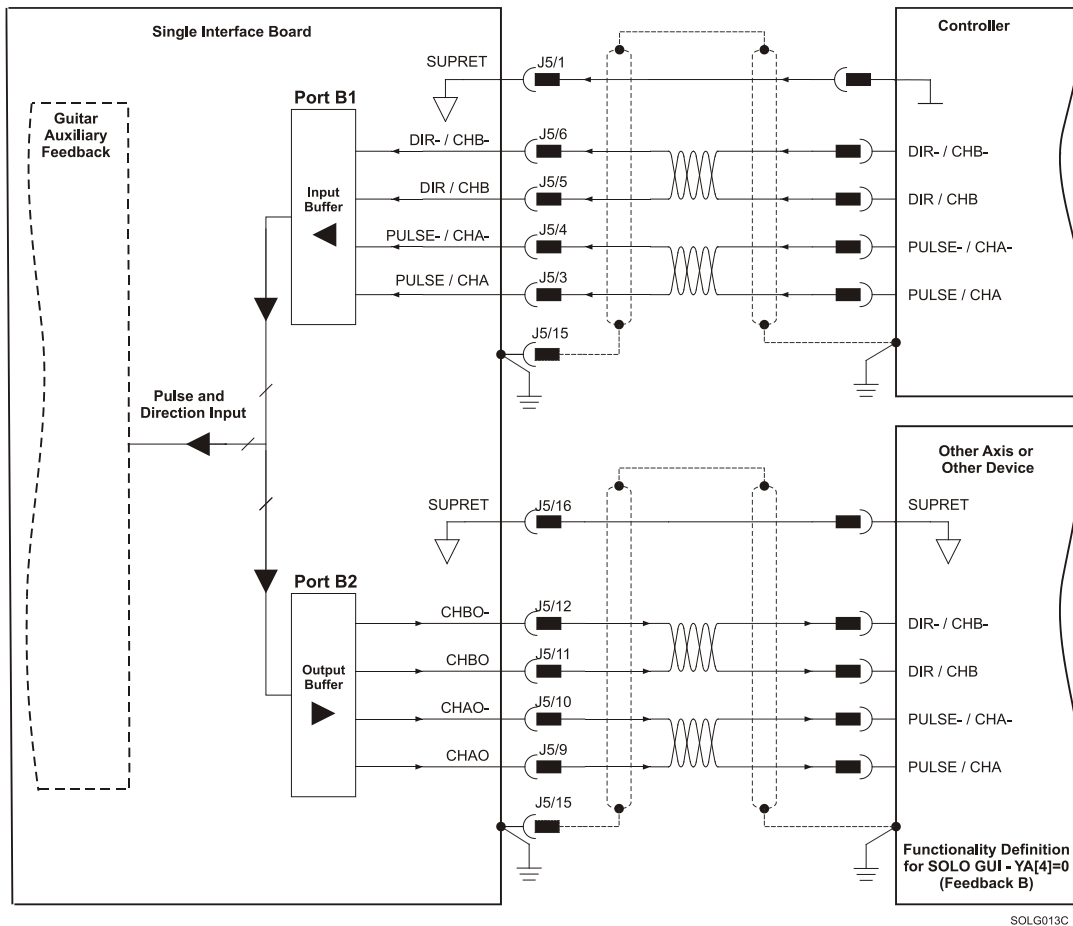 Single Interface Board
Controller
SUPRET
J5/1
Port B1
Guitar
Auxiliary
Feedback
DIR- / CHB-
J5/6
DIR- / CHB-
Input
Buffer
DIR / CHB
J5/5
DIR / CHB
PULSE- / CHA-
J5/4
PULSE- / CHA-
PULSE / CHA
J5/3
PULSE / CHA
J5/15
Pulse and
Direction Input
Other Axis or
Other Device
SUPRET
J5/16
SUPRET
Port B2
CHBO-
J5/12
DIR- / CHB-
Output
Buffer
CHBO
J5/11
DIR / CHB
CHAO-
J5/10
PULSE- / CHA-
CHAO
J5/9
PULSE / CHA
J5/15
Functionality Definition
for SOLO GUI - YA[4]=0
(Feedback B)
SOLG013C